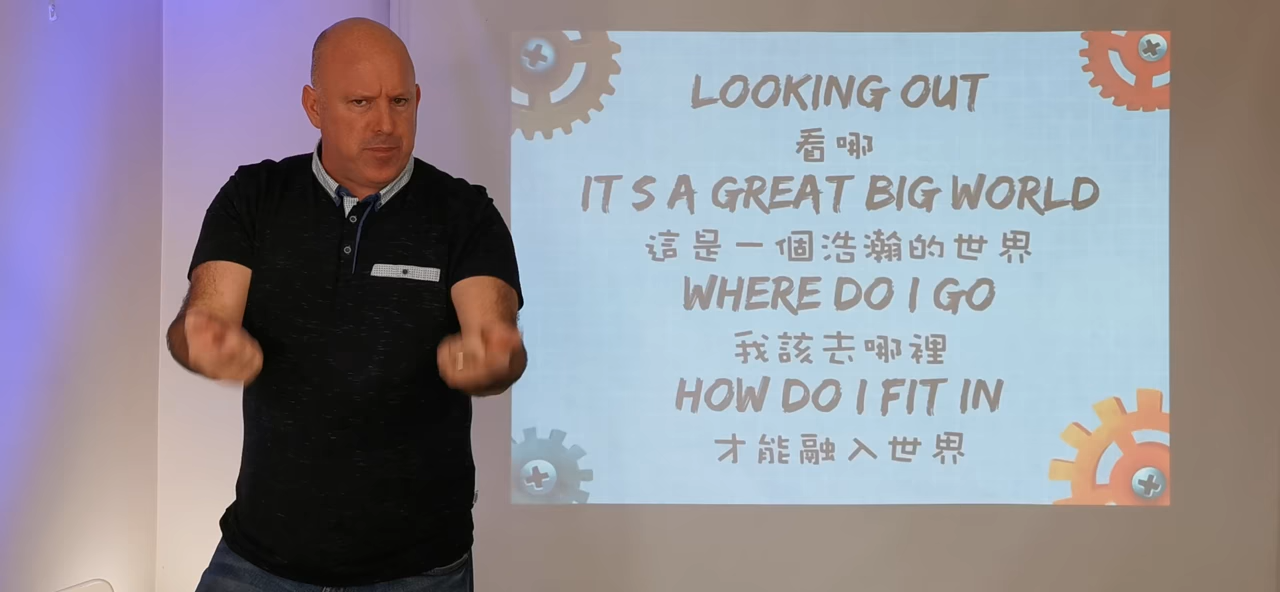 LOOKING OUT
看哪
IT S A GREAT BIG WORLD
這是一個浩瀚的世界
WHERE DO I GO
我該去哪裡
HOW DO I FIT IN
才能融入世界